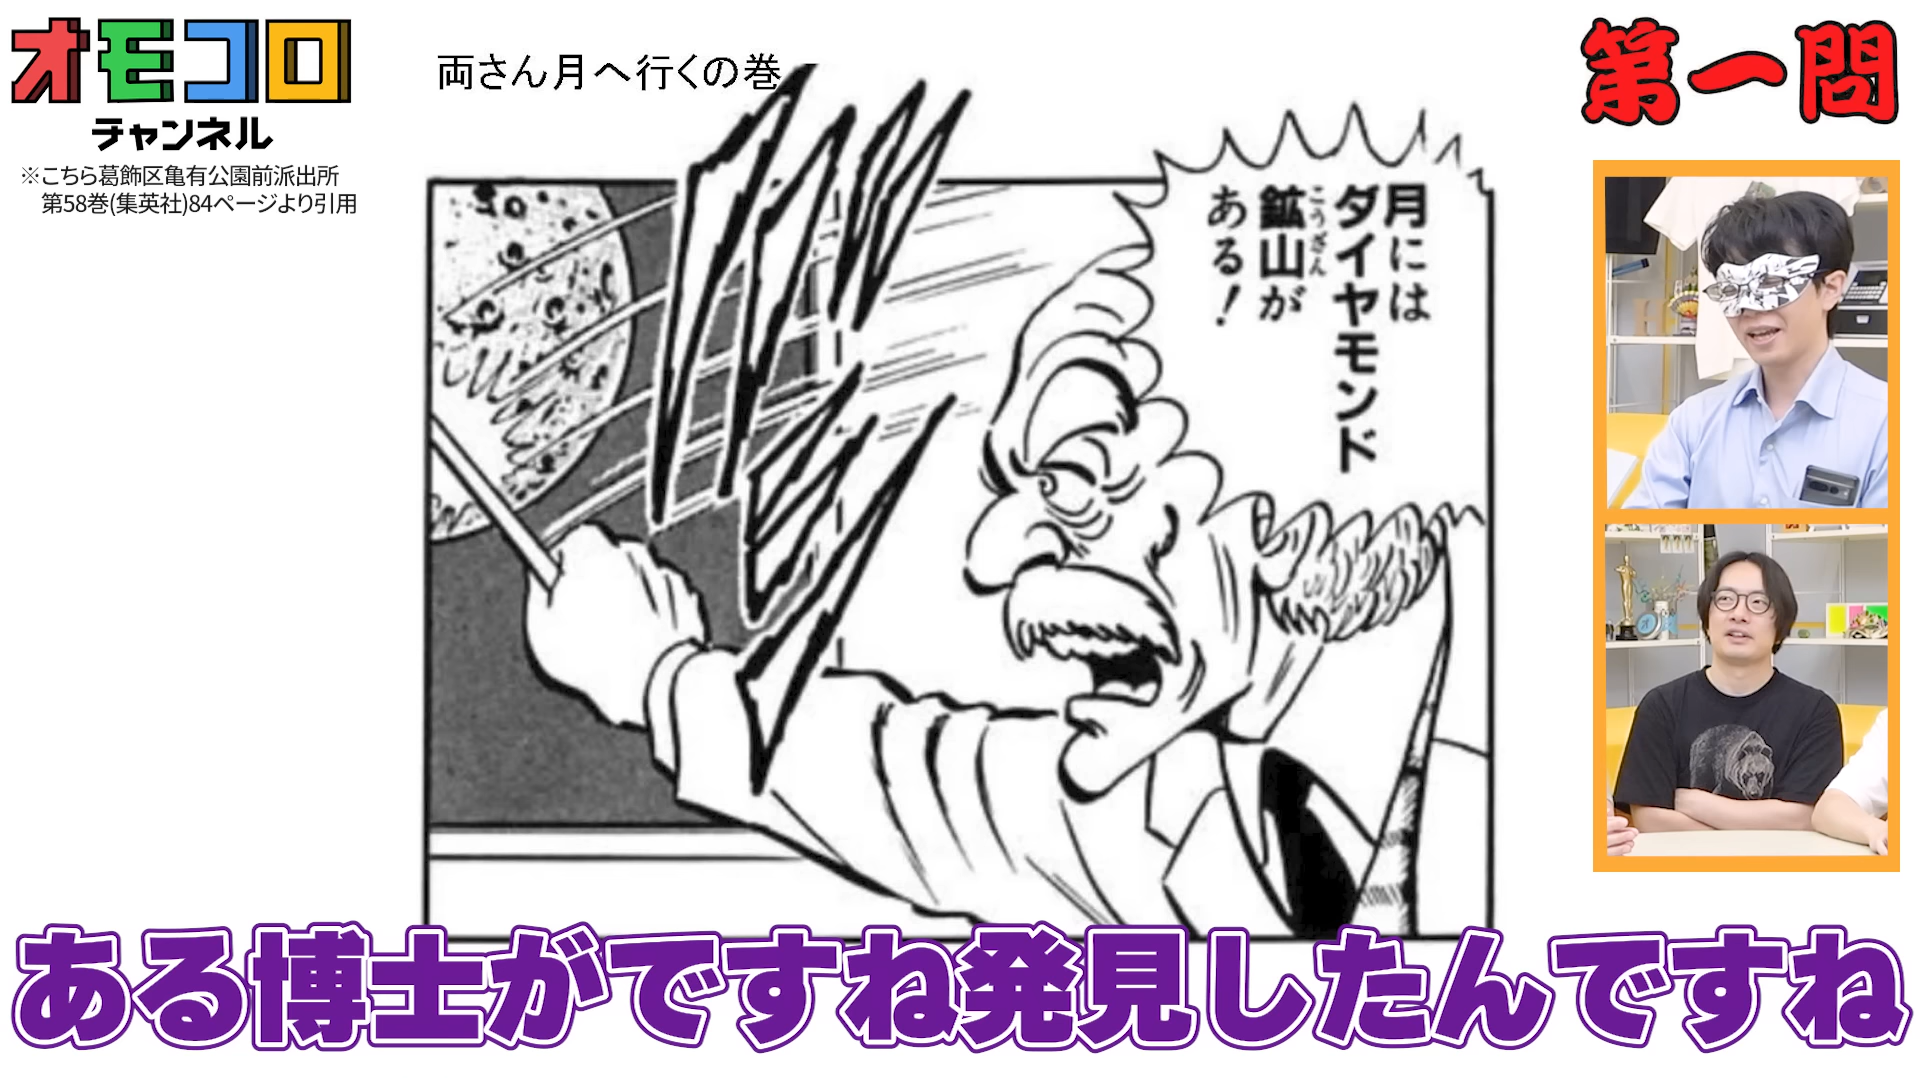 オモコロ
チャンネル
※こちら葛飾区亀有公園前派出所
第58巻(集英社)84ページより引用
両さん月へ行くの巻
第一問
月には
ダイヤモンド
鉱山が
こうざん
ある!
ある博士がですね発見したんですね